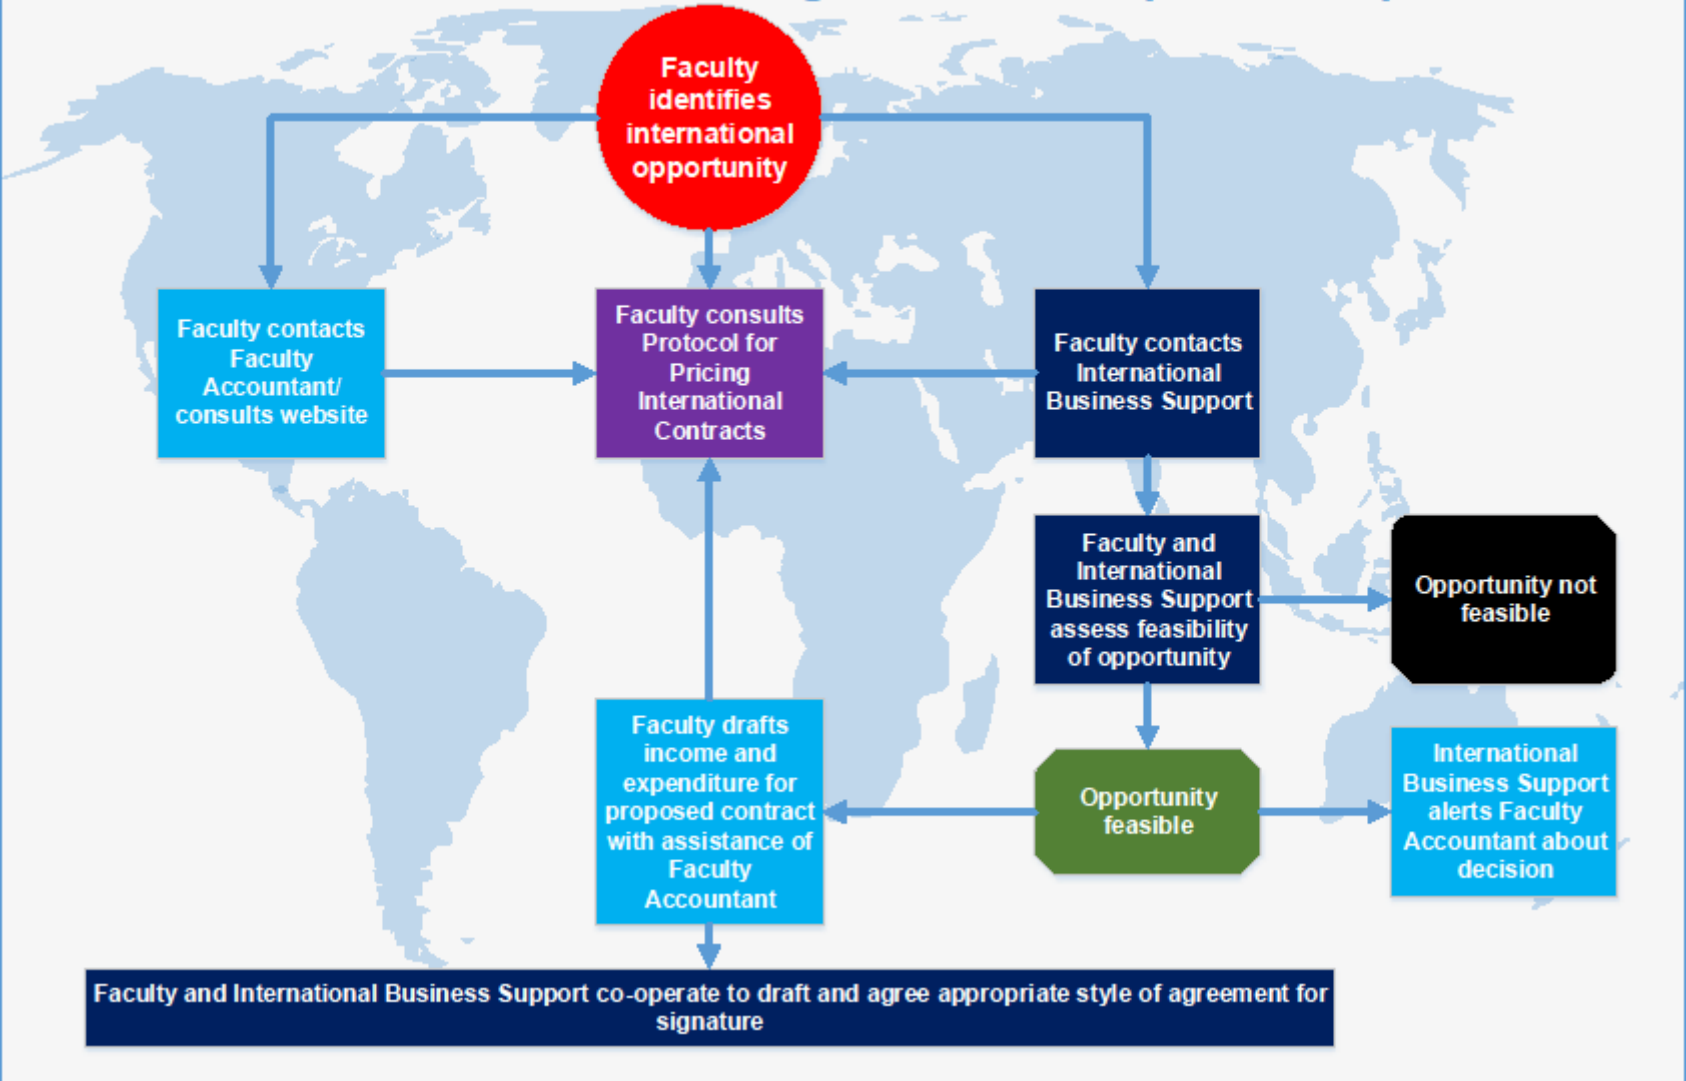 Faculty
identifies
international
opportunity
Faculty contacts
Faculty
Accountant/
consults website
Faculty consults
Protocol for
Pricing
International
Contracts
Faculty contacts
International
Business Support
Faculty and
International
Business Support
assess feasibility
of opportunity
Opportunity not
feasible
Faculty drafts
income and
expenditure for
proposed contract
with assistance of
Faculty
Accountant
Opportunity
feasible
International
Business Support
alerts Faculty
Accountant about
decision
Faculty and International Business Support co-operate to draft and agree appropriate style of agreement for
signature